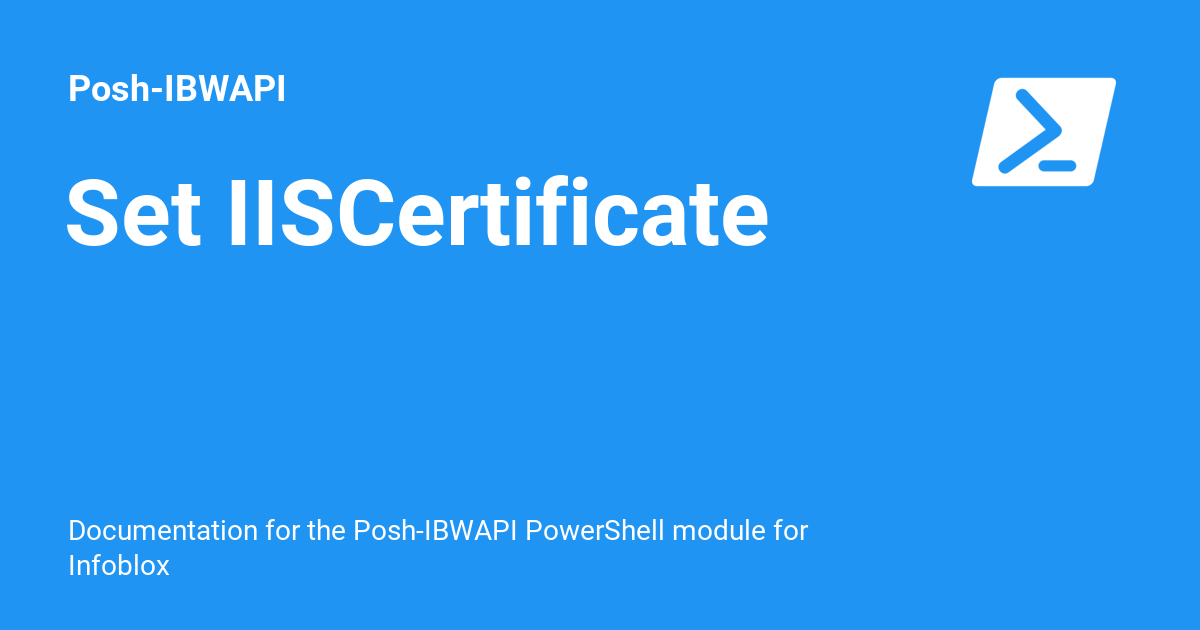 Posh-IBWAPI
Set IISCertificate
Documentation for the Posh-IBWAPI PowerShell module for
Infoblox